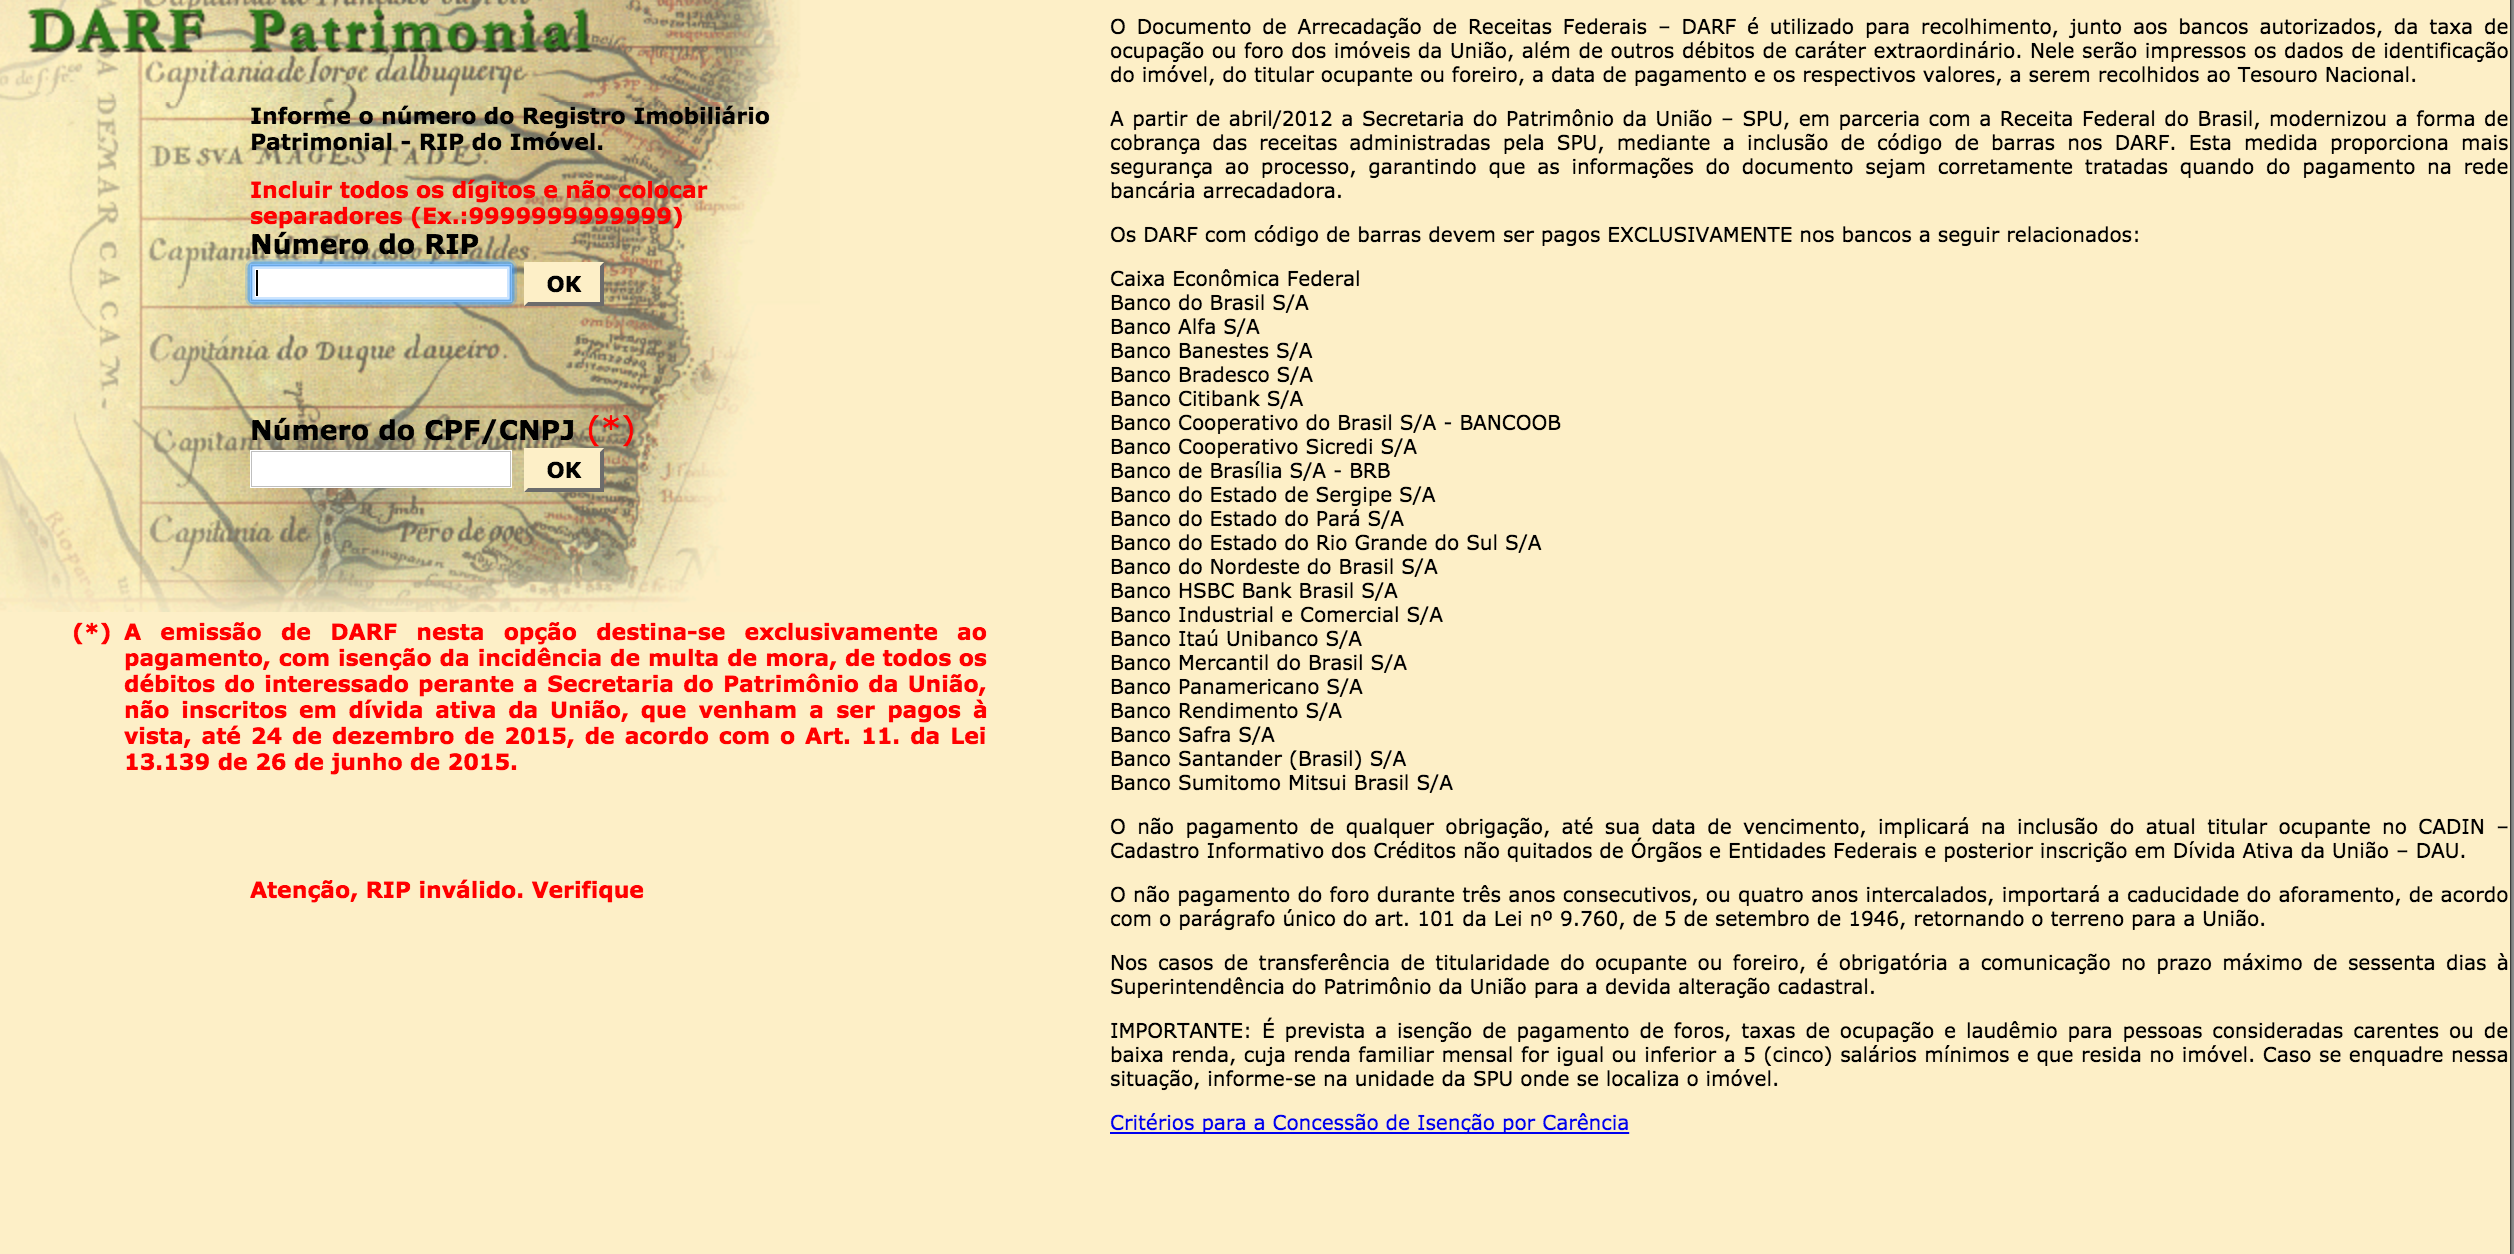 DARF Patrimonial
Capitania de Jorge dalbuquerqe
DE SVA MAGESTADE.
DEMARCACAM-
Informe o número do Registro Imobiliário
Patrimonial - RIP do Imóvel.
Incluir todos os dígitos e não colocar
separadores (Ex.:9999999999999)
Número do RIP
OK
Capitánia do Duque daueiro.
Número do CPF/CNPJ (*)
OK
Capitania de Pero de goes
(*) A emissão de DARF nesta opção destina-se exclusivamente ao
pagamento, com isenção da incidência de multa de mora, de todos os
débitos do interessado perante a Secretaria do Patrimônio da União,
não inscritos em dívida ativa da União, que venham a ser pagos à
vista, até 24 de dezembro de 2015, de acordo com o Art. 11. da Lei
13.139 de 26 de junho de 2015.
Atenção, RIP inválido. Verifique
O Documento de Arrecadação de Receitas Federais – DARF é utilizado para recolhimento, junto aos bancos autorizados, da taxa de
ocupação ou foro dos imóveis da União, além de outros débitos de caráter extraordinário. Nele serão impressos os dados de identificação
do imóvel, do titular ocupante ou foreiro, a data de pagamento e os respectivos valores, a serem recolhidos ao Tesouro Nacional.
A partir de abril/2012 a Secretaria do Patrimônio da União – SPU, em parceria com a Receita Federal do Brasil, modernizou a forma de
cobrança das receitas administradas pela SPU, mediante a inclusão de código de barras nos DARF. Esta medida proporciona mais
segurança ao processo, garantindo que as informações do documento sejam corretamente tratadas quando do pagamento na rede
bancária arrecadadora.
Os DARF com código de barras devem ser pagos EXCLUSIVAMENTE nos bancos a seguir relacionados:
Caixa Econômica Federal
Banco do Brasil S/A
Banco Alfa S/A
Banco Banestes S/A
Banco Bradesco S/A
Banco Citibank S/A
Banco Cooperativo do Brasil S/A - BANCOOB
Banco Cooperativo Sicredi S/A
Banco de Brasília S/A - BRB
Banco do Estado de Sergipe S/A
Banco do Estado do Pará S/A
Banco do Estado do Rio Grande do Sul S/A
Banco do Nordeste do Brasil S/A
Banco HSBC Bank Brasil S/A
Banco Industrial e Comercial S/A
Banco Itaú Unibanco S/A
Banco Mercantil do Brasil S/A
Banco Panamericano S/A
Banco Rendimento S/A
Banco Safra S/A
Banco Santander (Brasil) S/A
Banco Sumitomo Mitsui Brasil S/A
O não pagamento de qualquer obrigação, até sua data de vencimento, implicará na inclusão do atual titular ocupante no CADIN –
Cadastro Informativo dos Créditos não quitados de Órgãos e Entidades Federais e posterior inscrição em Dívida Ativa da União – DAU.
O não pagamento do foro durante três anos consecutivos, ou quatro anos intercalados, importará a caducidade do aforamento, de acordo
com o parágrafo único do art. 101 da Lei nº 9.760, de 5 de setembro de 1946, retornando o terreno para a União.
Nos casos de transferência de titularidade do ocupante ou foreiro, é obrigatória a comunicação no prazo máximo de sessenta dias à
Superintendência do Patrimônio da União para a devida alteração cadastral.
IMPORTANTE: É prevista a isenção de pagamento de foros, taxas de ocupação e laudêmio para pessoas consideradas carentes ou de
baixa renda, cuja renda familiar mensal for igual ou inferior a 5 (cinco) salários mínimos e que resida no imóvel. Caso se enquadre nessa
situação, informe-se na unidade da SPU onde se localiza o imóvel.
Critérios para a Concessão de Isenção por Carência